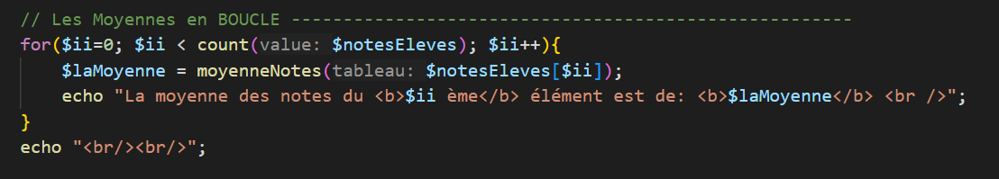 // Les Moyennes en BOUCLE ------------------------------------------------------
for($ii=0; $ii < count(value: $notesEleves); $ii++){
    $laMoyenne = moyenneNotes(tableau: $notesEleves[$ii]);
    echo "La moyenne des notes du <b>$ii ème</b> élément est de: <b>$laMoyenne</b> <br />";
}
echo "<br/><br/>";